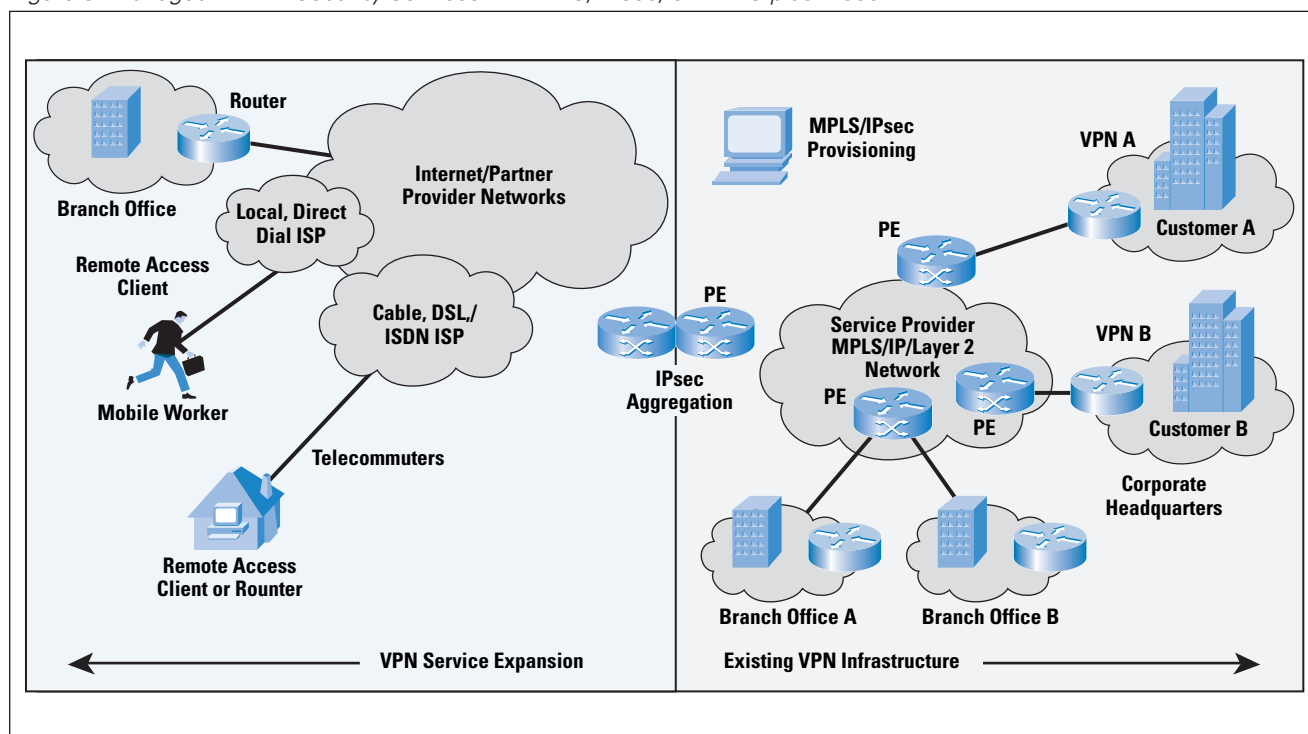 Router
Branch Office
Internet/Partner
Provider Networks
Local, Direct
Dial ISP
Remote Access
Client
Cable, DSL,/
ISDN ISP
Mobile Worker
Telecommuters
Remote Access
Client or Rounter
VPN Service Expansion
PE
IPsec
Aggregation
MPLS/IPsec
Provisioning
VPN A
Customer A
PE
Service Provider
MPLS/IP/Layer 2
Network
PE
PE
VPN B
Customer B
Corporate
Headquarters
Branch Office A
Branch Office B
Existing VPN Infrastructure